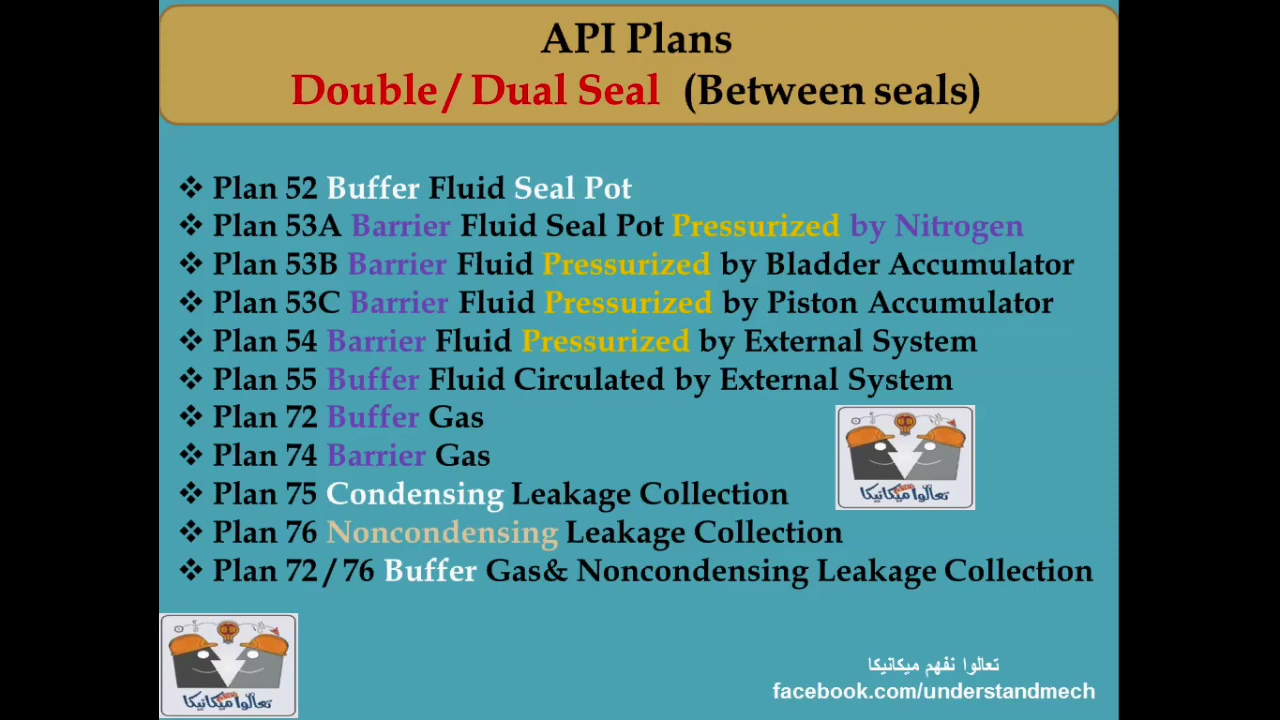 API Plans
Double / Dual Seal (Between seals)
❖ Plan 52 Buffer Fluid Seal Pot
❖ Plan 53A Barrier Fluid Seal Pot Pressurized by Nitrogen
❖ Plan 53B Barrier Fluid Pressurized by Bladder Accumulator
❖ Plan 53C Barrier Fluid Pressurized by Piston Accumulator
❖ Plan 54 Barrier Fluid Pressurized by External System
❖ Plan 55 Buffer Fluid Circulated by External System
❖ Plan 72 Buffer Gas
❖ Plan 74 Barrier Gas
❖ Plan 75 Condensing Leakage Collection
❖ Plan 76 Noncondensing Leakage Collection
❖ Plan 72 / 76 Buffer Gas& Noncondensing Leakage Collection
تعالوا ميكانيكا
تعالوا ميكانيكا
تعالوا نفهم ميكانيكا
facebook.com/understandmech